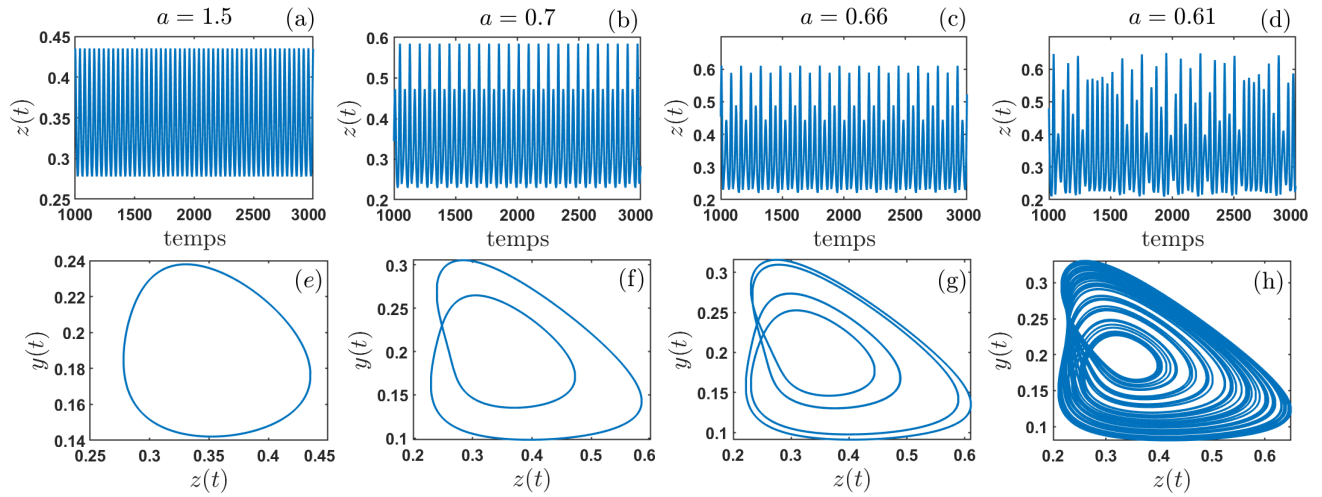 a = 1.5 (a) a = 0.7 (b) a = 0.66 (c) a = 0.61 (d)
0.45 0.6 0.7 0.7
0.6 0.6
0.4 0.5
0.5 0.5
z(t) 0.35 z(t) 0.4 z(t) 0.4 z(t) 0.4
0.3 0.3 0.3 0.3
0.25 0.2 0.2 0.2
1000 1500 2000 2500 3000 1000 1500 2000 2500 3000 1000 1500 2000 2500 3000 1000 1500 2000 2500 3000
temps temps temps temps
0.24 (e) 0.3 (f) 0.3 (g) (h)
0.22 0.25 0.25 0.3
y(t) 0.2 y(t) 0.2 y(t) 0.2 y(t) 0.2
0.18
0.16 0.15 0.15
0.14 0.1 0.1 0.1
0.25 0.3 0.35 0.4 0.45 0.2 0.3 0.4 0.5 0.6 0.2 0.3 0.4 0.5 0.6 0.2 0.3 0.4 0.5 0.6
z(t) z(t) z(t) z(t)